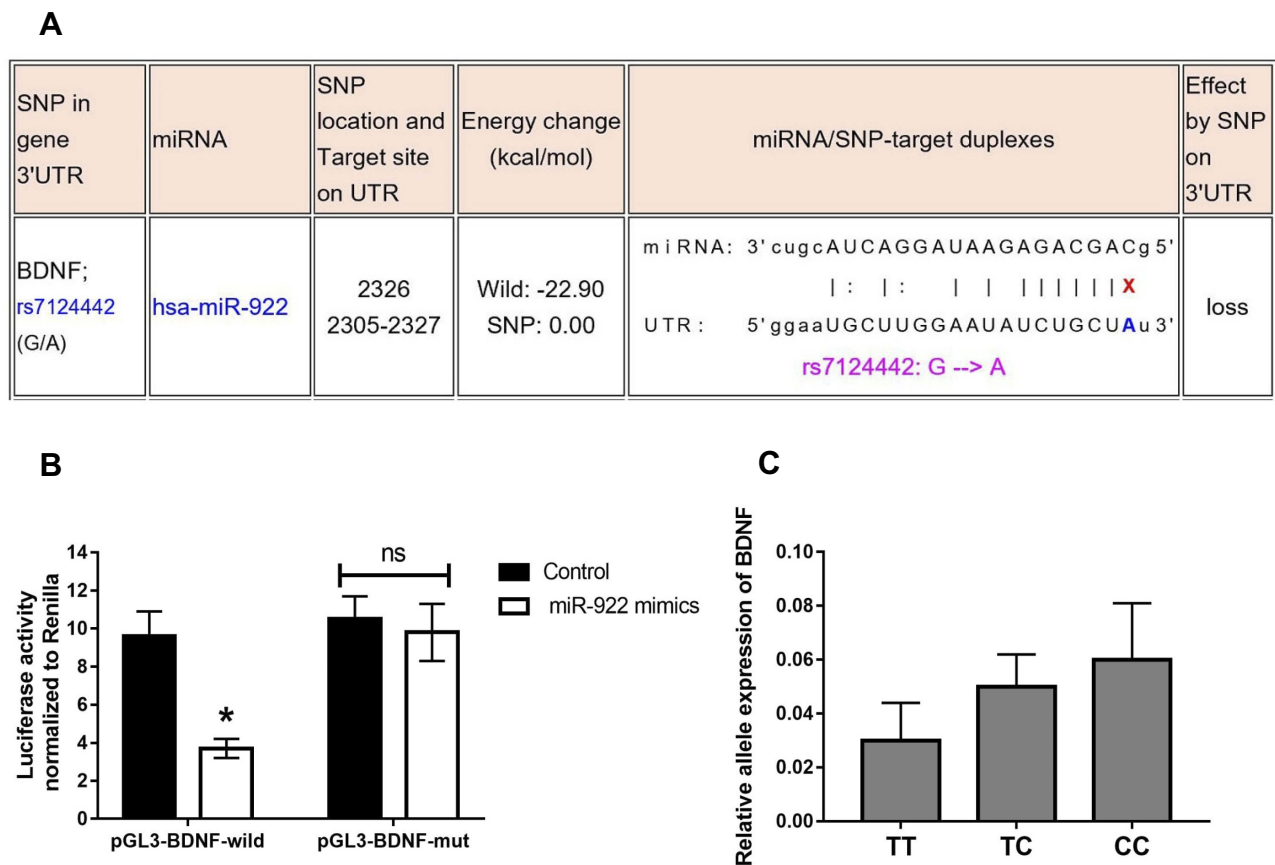 A
SNP in gene 3'UTR
miRNA
SNP location and Target site on UTR
Energy change (kcal/mol)
miRNA/SNP-target duplexes
Effect by SNP on 3'UTR
BDNF;
rs7124442
(G/A)
hsa-miR-922
2326
2305-2327
Wild: -22.90
SNP: 0.00
miRNA: 3' cugcAUCAGGAUAAGAGACGACg 5'
| : | : | | | | | | | | X
UTR : 5' ggaaUGCUUGGAAUAUCUGCUAu 3'
rs7124442: G --> A
loss
B
Luciferase activity
normalized to Renilla
14
12
10
8
6
4
2
0
*
ns
Control
miR-922 mimics
pGL3-BDNF-wild
pGL3-BDNF-mut
C
Relative allele expression of BDNF
0.10
0.08
0.06
0.04
0.02
0.00
TT
TC
CC